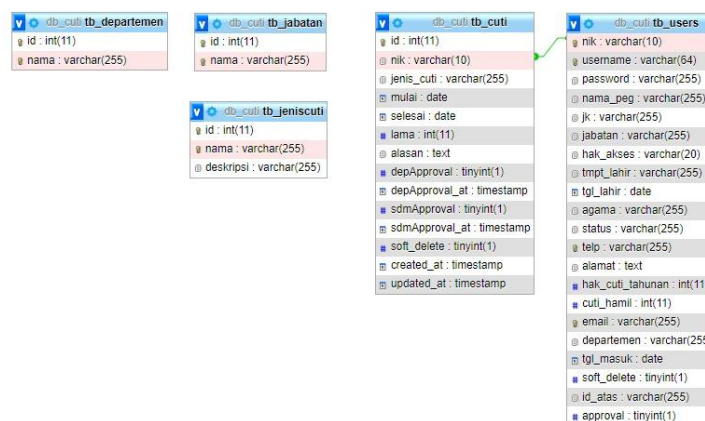 db_cuti tb_departemen
id : int(11)
nama : varchar(255)
db_cuti tb_jabatan
id : int(11)
nama : varchar(255)
db_cuti tb_jeniscuti
id : int(11)
nama : varchar(255)
deskripsi : varchar(255)
db_cuti tb_cuti
id : int(11)
nik : varchar(10)
jenis_cuti : varchar(255)
mulai : date
selesai : date
lama : int(11)
alasan : text
depApproval : tinyint(1)
depApproval_at : timestamp
sdmApproval : tinyint(1)
sdmApproval_at : timestamp
soft_delete : tinyint(1)
created_at : timestamp
updated_at : timestamp
db_cuti tb_users
nik : varchar(10)
username : varchar(64)
password : varchar(255)
nama_peg : varchar(255)
jk : varchar(255)
jabatan : varchar(255)
hak_akses : varchar(20)
tmpt_lahir : varchar(255)
tgl_lahir : date
agama : varchar(255)
status : varchar(255)
telp : varchar(255)
alamat : text
hak_cuti_tahunan : int(11
cuti_hamil : int(11)
email : varchar(255)
departemen : varchar(255
tgl_masuk : date
soft_delete : tinyint(1)
id_atas : varchar(255)
approval : tinyint(1)